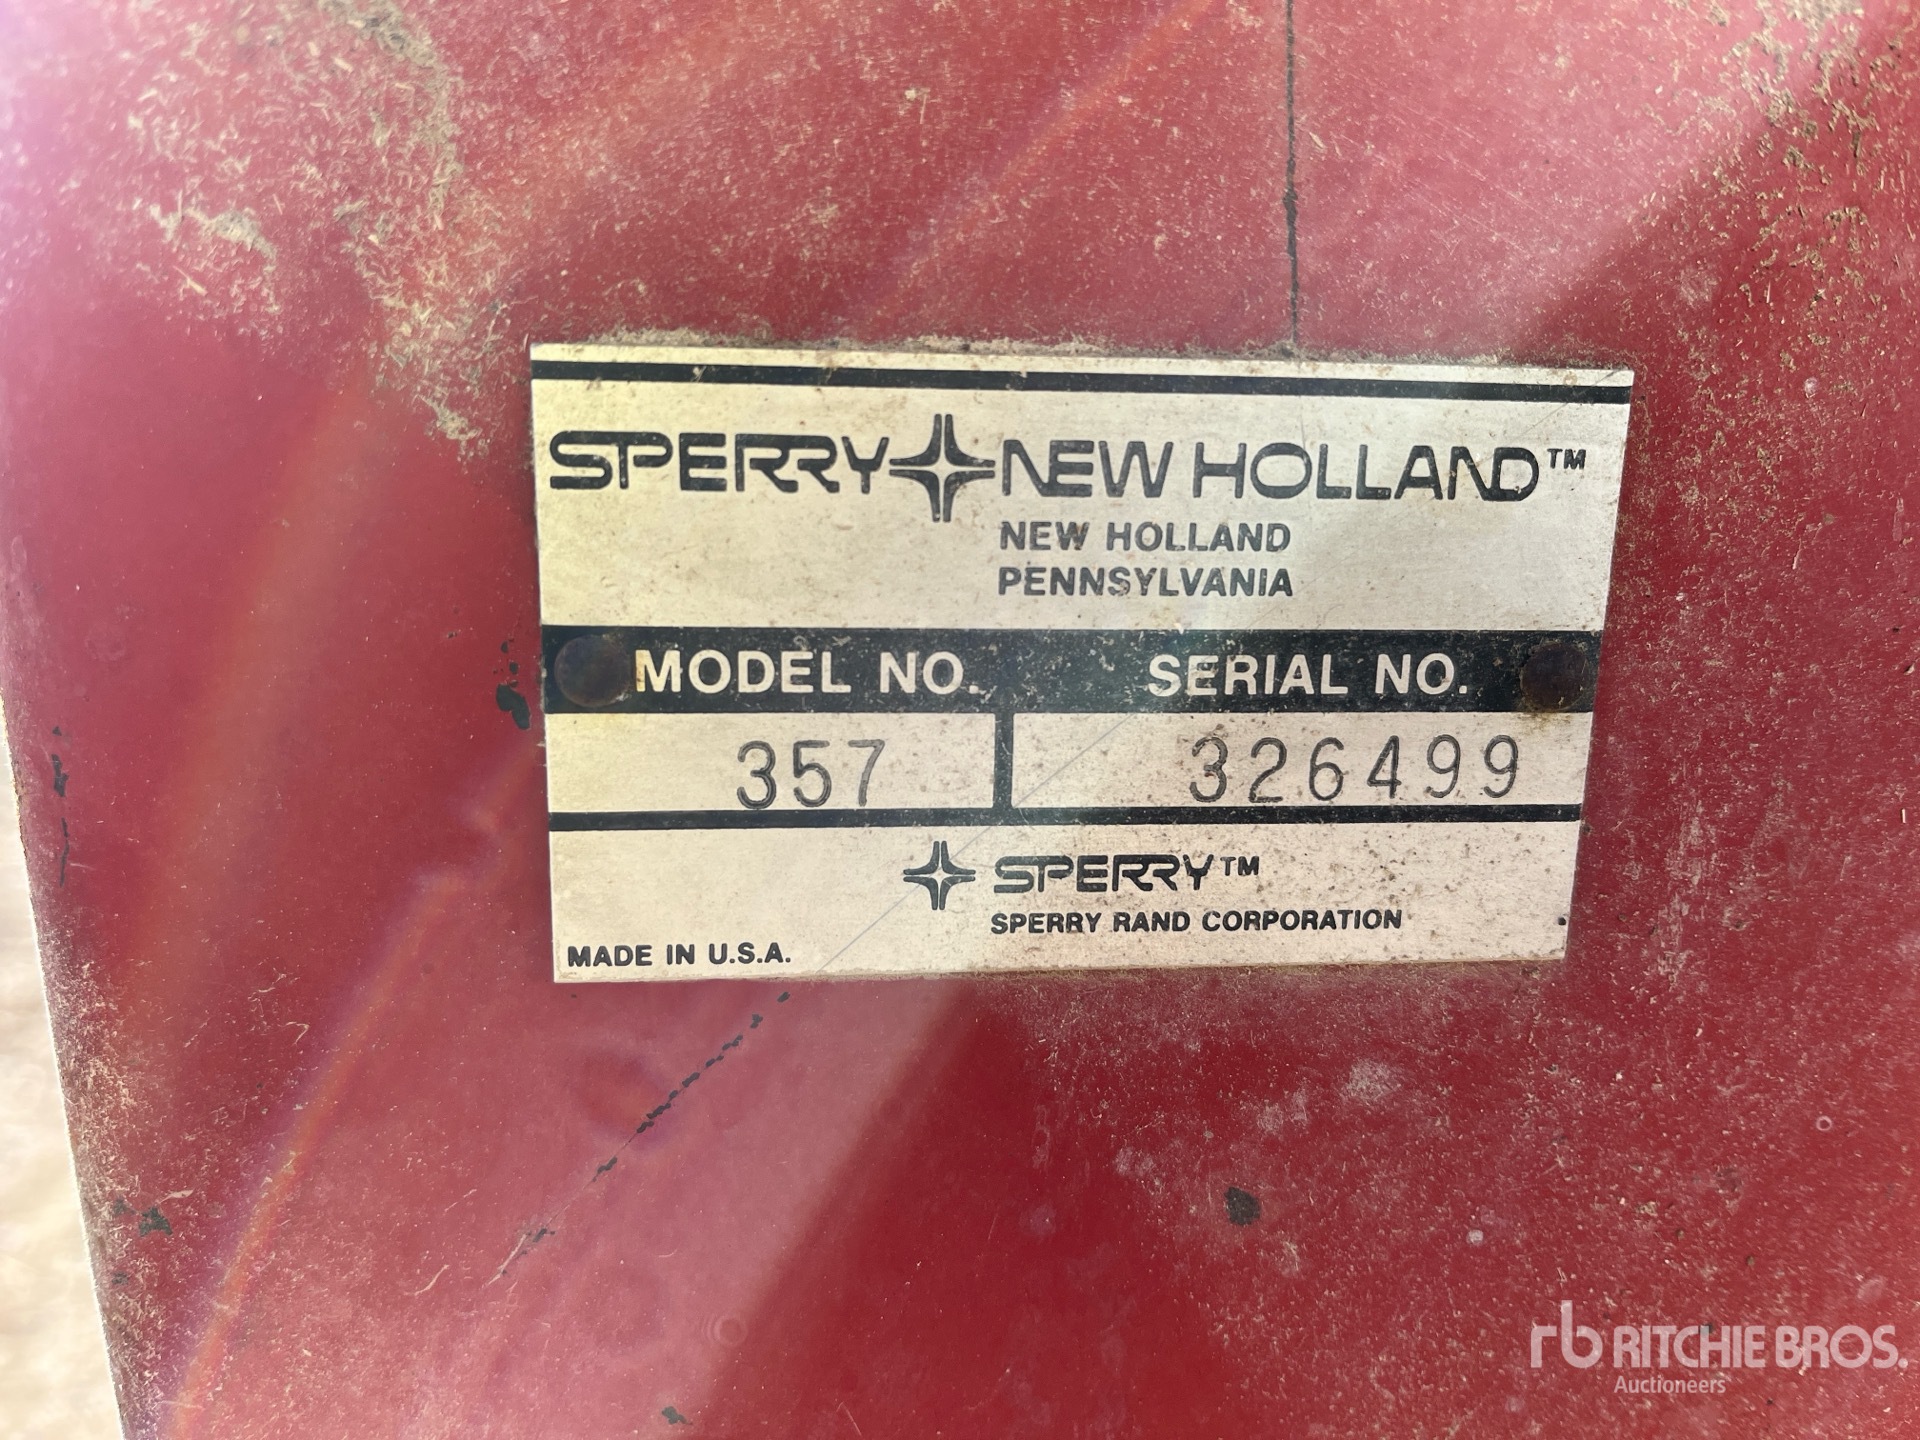 SPERRY NEW HOLLAND™
NEW HOLLAND
PENNSYLVANIA
MODEL NO. SERIAL NO.
357 326499
SPERRY™
SPERRY RAND CORPORATION
MADE IN U.S.A.
rb RITCHIE BROS.
Auctioneers